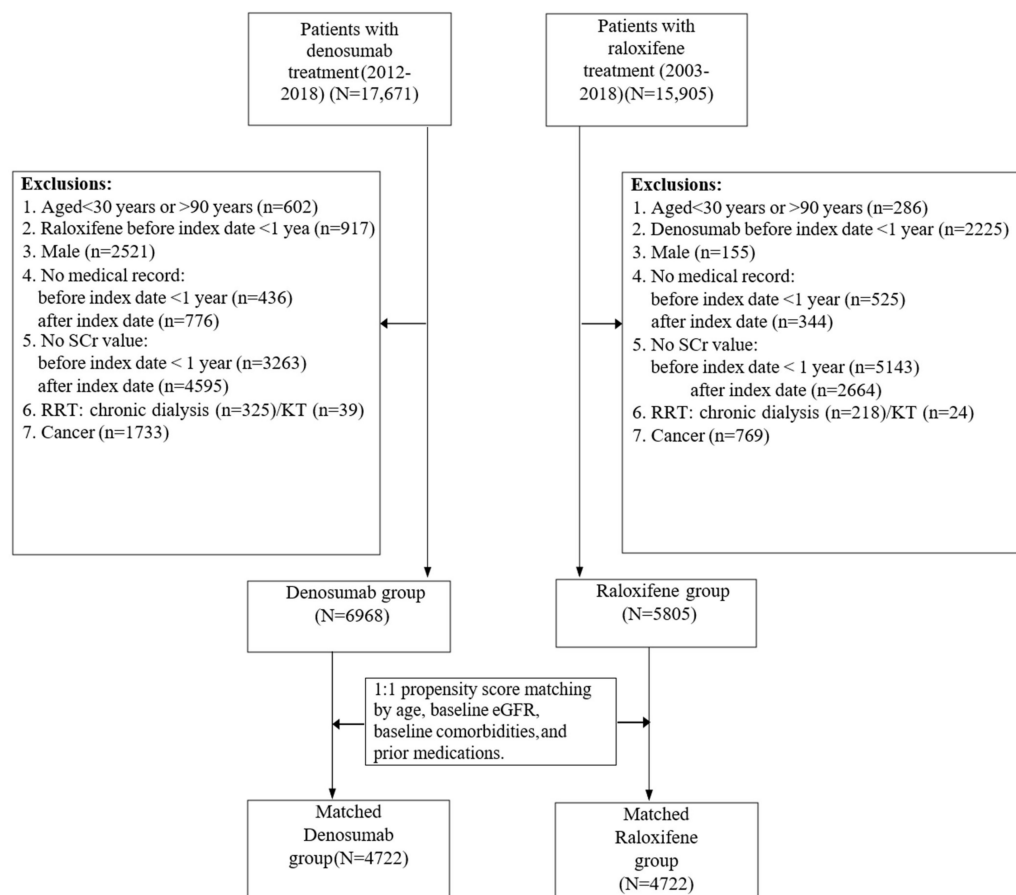 Patients with
denosumab
treatment(2012-
2018) (N=17,671)
Patients with
raloxifene
treatment (2003-
2018)(N=15,905)
Exclusions:
1. Aged<30 years or >90 years (n=602)
2. Raloxifene before index date <1 yea (n=917)
3. Male (n=2521)
4. No medical record:
before index date <1 year (n=436)
after index date (n=776)
5. No SCr value:
before index date < 1 year (n=3263)
after index date (n=4595)
6. RRT: chronic dialysis (n=325)/KT (n=39)
7. Cancer (n=1733)
Exclusions:
1. Aged<30 years or >90 years (n=286)
2. Denosumab before index date <1 year (n=2225)
3. Male (n=155)
4. No medical record:
before index date <1 year (n=525)
after index date (n=344)
5. No SCr value:
before index date < 1 year (n=5143)
after index date (n=2664)
6. RRT: chronic dialysis (n=218)/KT (n=24)
7. Cancer (n=769)
Denosumab group
(N=6968)
Raloxifene group
(N=5805)
1:1 propensity score matching
by age, baseline eGFR,
baseline comorbidities,and
prior medications.
Matched
Denosumab
group(N=4722)
Matched
Raloxifene
group
(N=4722)